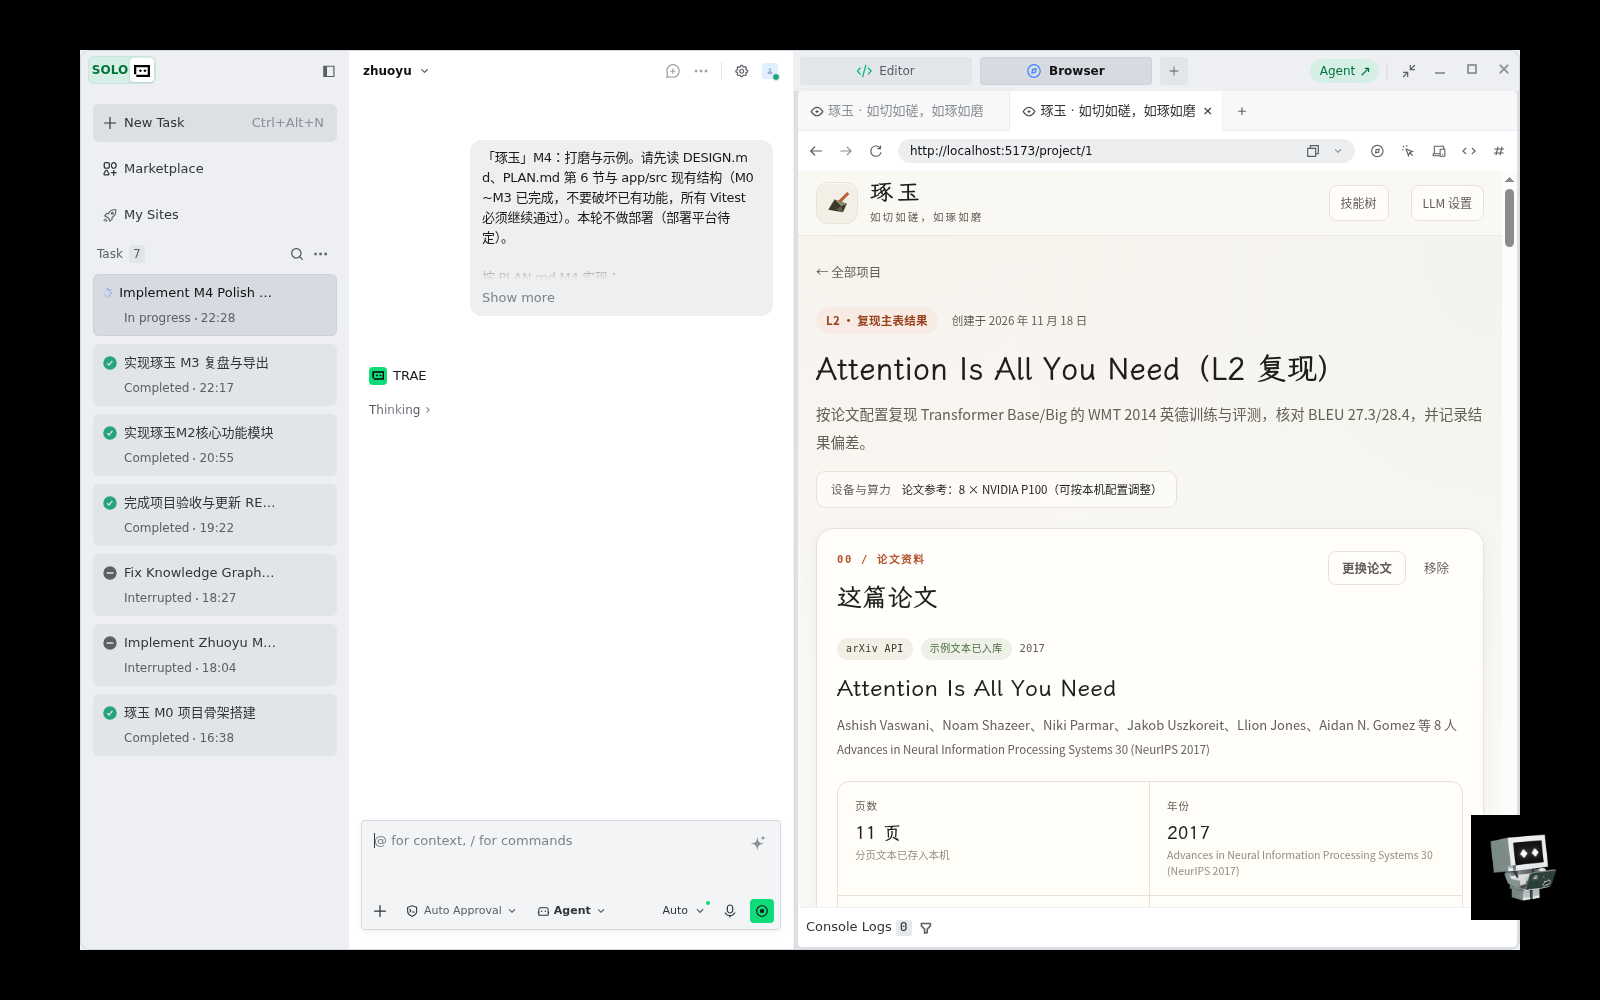 SOLO
New Task Ctrl+Alt+N
Marketplace
My Sites
Task 7
Implement M4 Polish ...
In progress · 22:28
实现琢玉 M3 复盘与导出
Completed · 22:17
实现琢玉M2核心功能模块
Completed · 20:55
完成项目验收与更新 RE...
Completed · 19:22
Fix Knowledge Graph...
Interrupted · 18:27
Implement Zhuoyu M...
Interrupted · 18:04
琢玉 M0 项目骨架搭建
Completed · 16:38
zhuoyu
「琢玉」M4：打磨与示例。请先读 DESIGN.m
d、PLAN.md 第 6 节与 app/src 现有结构（M0
~M3 已完成，不要破坏已有功能，所有 Vitest
必须继续通过）。本轮不做部署（部署平台待
定）。
按 PLAN.md M4 实现：
Show more
TRAE
Thinking
@ for context, / for commands
Auto Approval Agent Auto
Editor Browser Agent
琢玉 · 如切如磋，如琢如磨 琢玉 · 如切如磋，如琢如磨
http://localhost:5173/project/1
琢玉
如切如磋，如琢如磨
技能树 LLM 设置
← 全部项目
L2 · 复现主表结果 创建于 2026 年 11 月 18 日
Attention Is All You Need（L2 复现）
按论文配置复现 Transformer Base/Big 的 WMT 2014 英德训练与评测，核对 BLEU 27.3/28.4，并记录结
果偏差。
设备与算力 论文参考：8 × NVIDIA P100（可按本机配置调整）
00 / 论文资料
更换论文 移除
这篇论文
arXiv API 示例文本已入库 2017
Attention Is All You Need
Ashish Vaswani、Noam Shazeer、Niki Parmar、Jakob Uszkoreit、Llion Jones、Aidan N. Gomez 等 8 人
Advances in Neural Information Processing Systems 30 (NeurIPS 2017)
页数
11 页
分页文本已存入本机
年份
2017
Advances in Neural Information Processing Systems 30
(NeurIPS 2017)
Console Logs 0